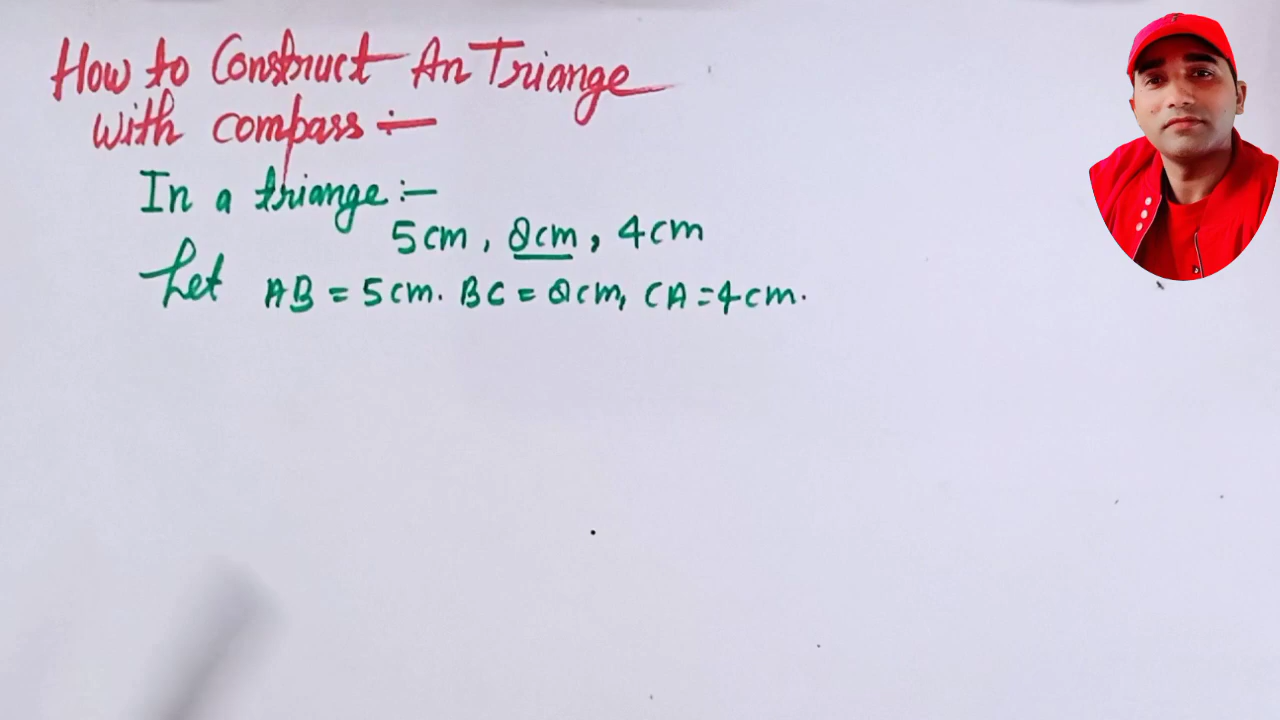 How to Construct An Triange
with compass :-
In a triange :-
5cm, 8cm, 4cm
Let AB = 5cm. BC = 8cm, CA = 4cm.